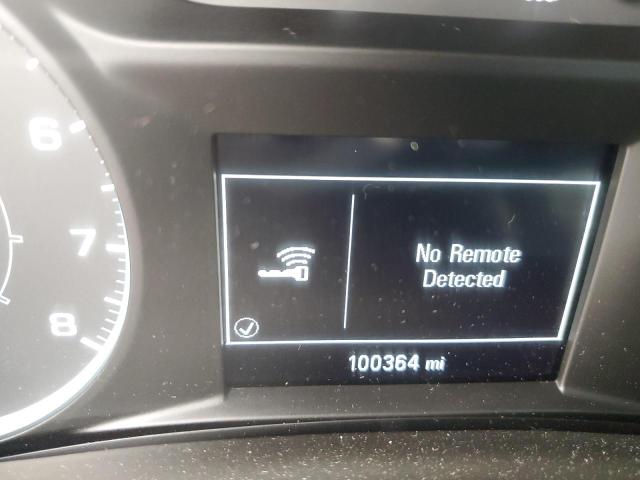 6
7
8
No Remote
Detected
100364 mi